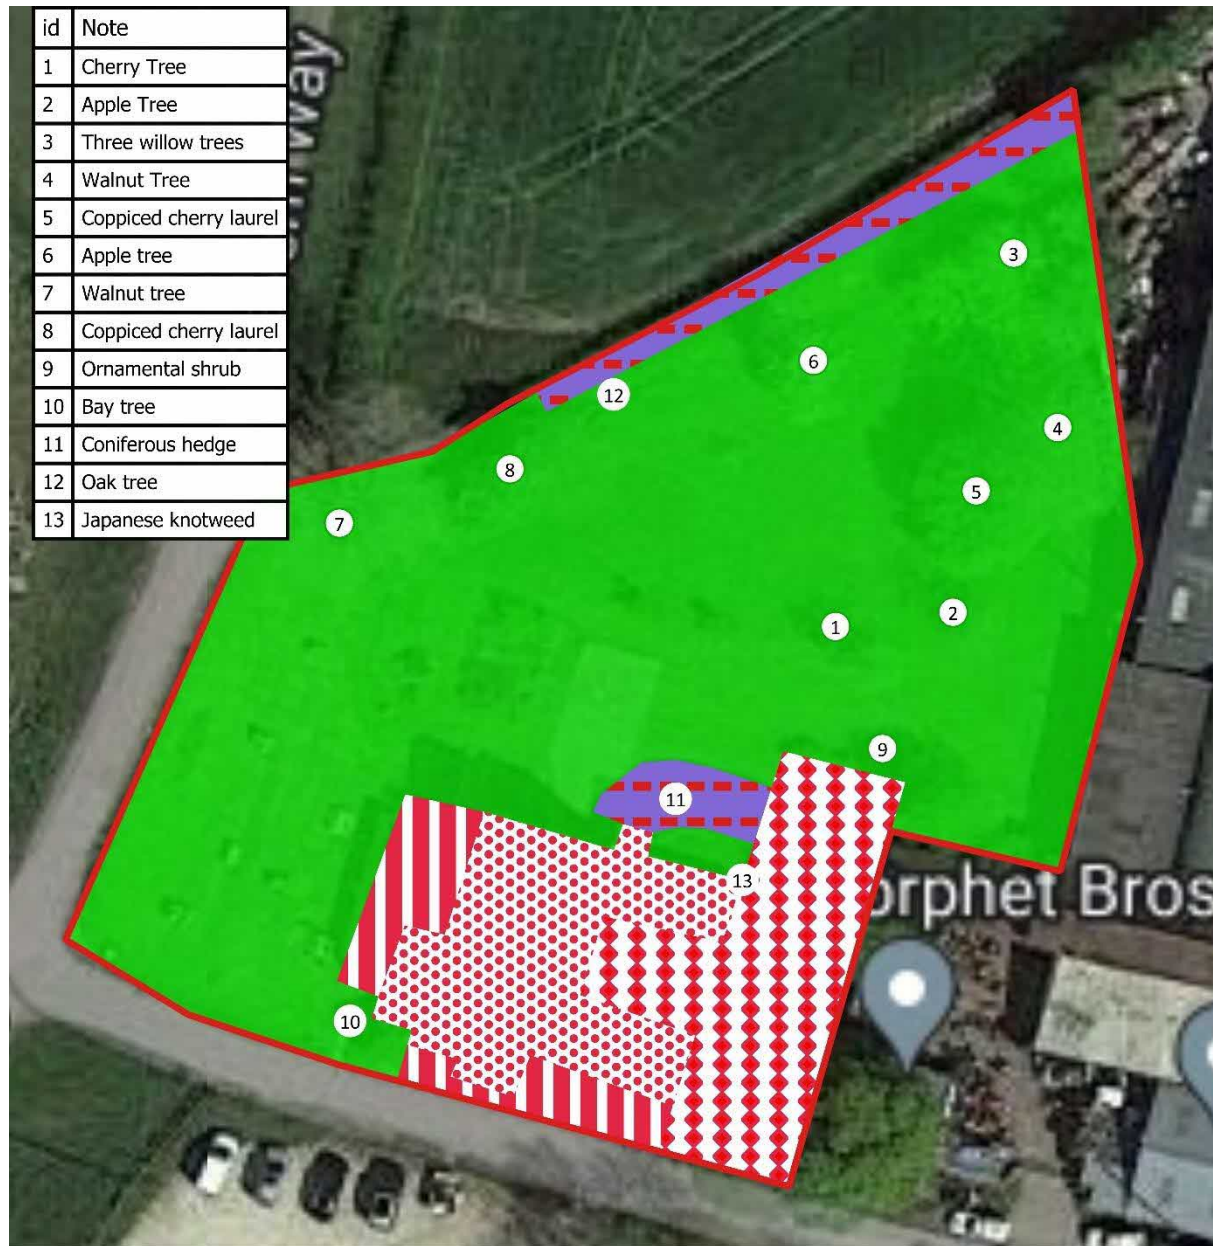 id Note
1 Cherry Tree
2 Apple Tree
3 Three willow trees
4 Walnut Tree
5 Coppiced cherry laurel
6 Apple tree
7 Walnut tree
8 Coppiced cherry laurel
9 Ornamental shrub
10 Bay tree
11 Coniferous hedge
12 Oak tree
13 Japanese knotweed
3
6
12
4
8
5
7
2
1
9
11
13
orphet Bros
10